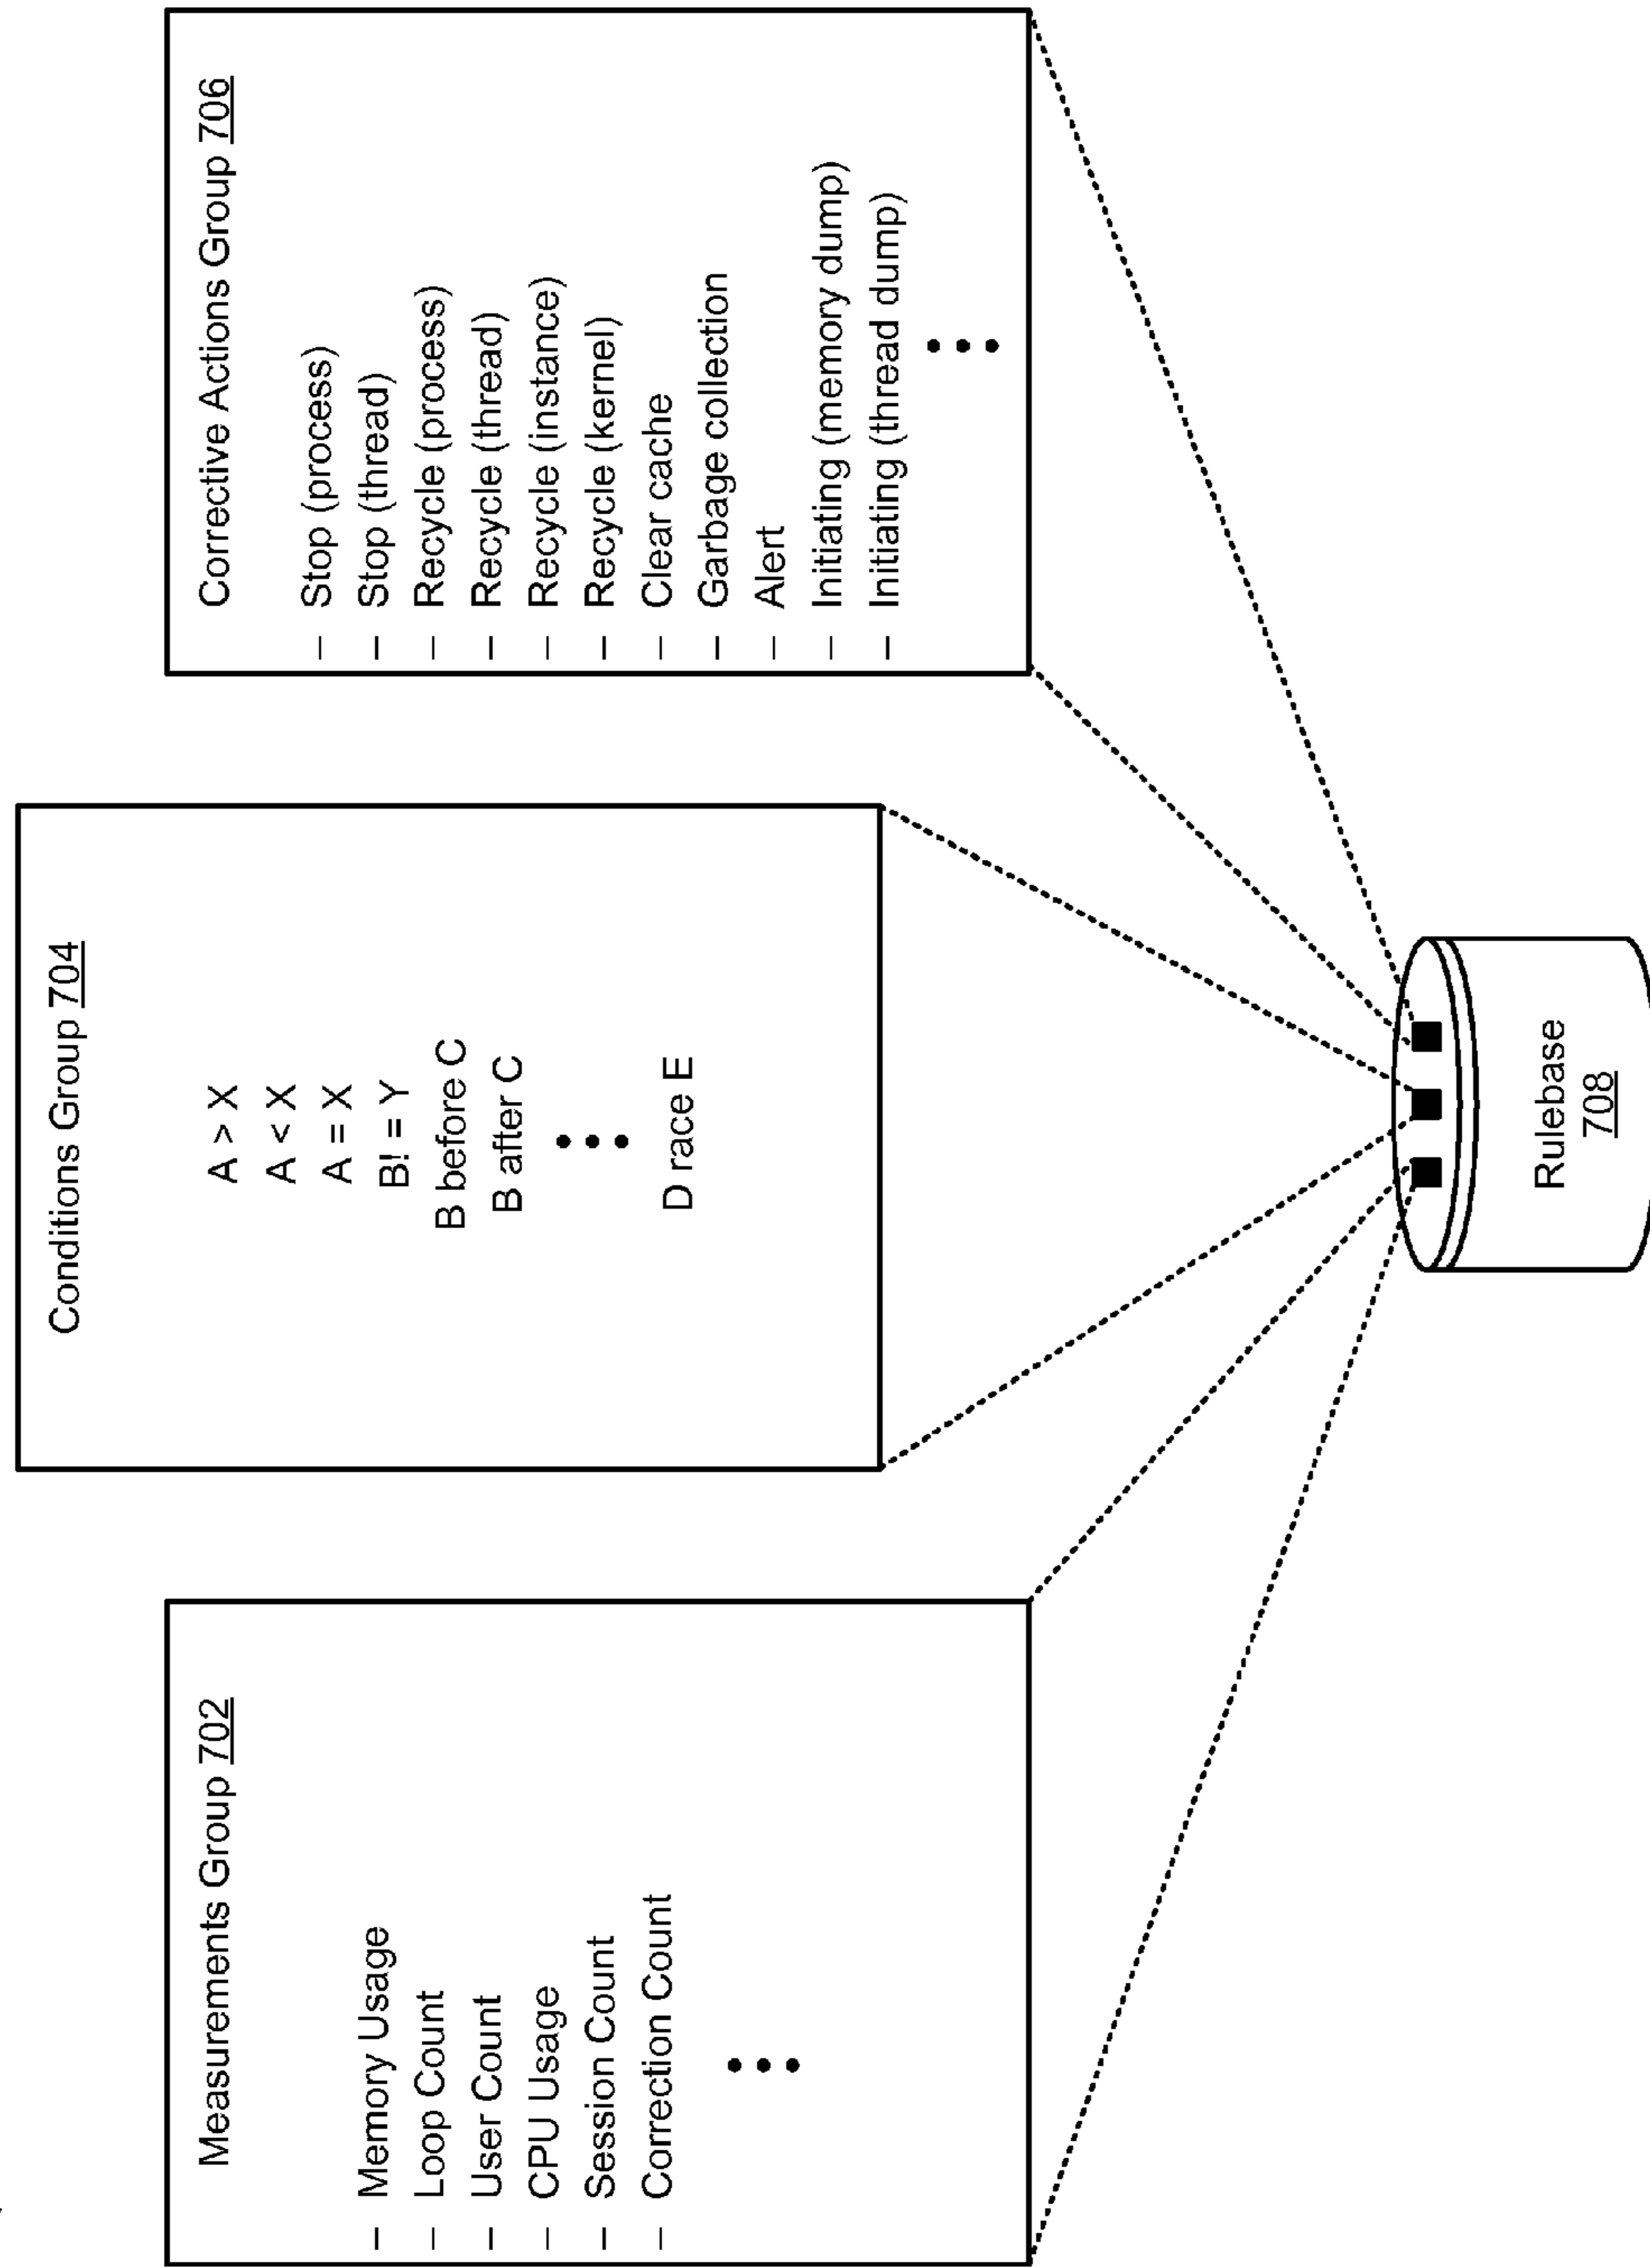 Measurements Group 702
– Memory Usage
– Loop Count
– User Count
– CPU Usage
– Session Count
– Correction Count
Conditions Group 704
A > X
A < X
A = X
B! = Y
B before C
B after C
D race E
Corrective Actions Group 706
– Stop (process)
– Stop (thread)
– Recycle (process)
– Recycle (thread)
– Recycle (instance)
– Recycle (kernel)
– Clear cache
– Garbage collection
– Alert
– Initiating (memory dump)
– Initiating (thread dump)
Rulebase
708